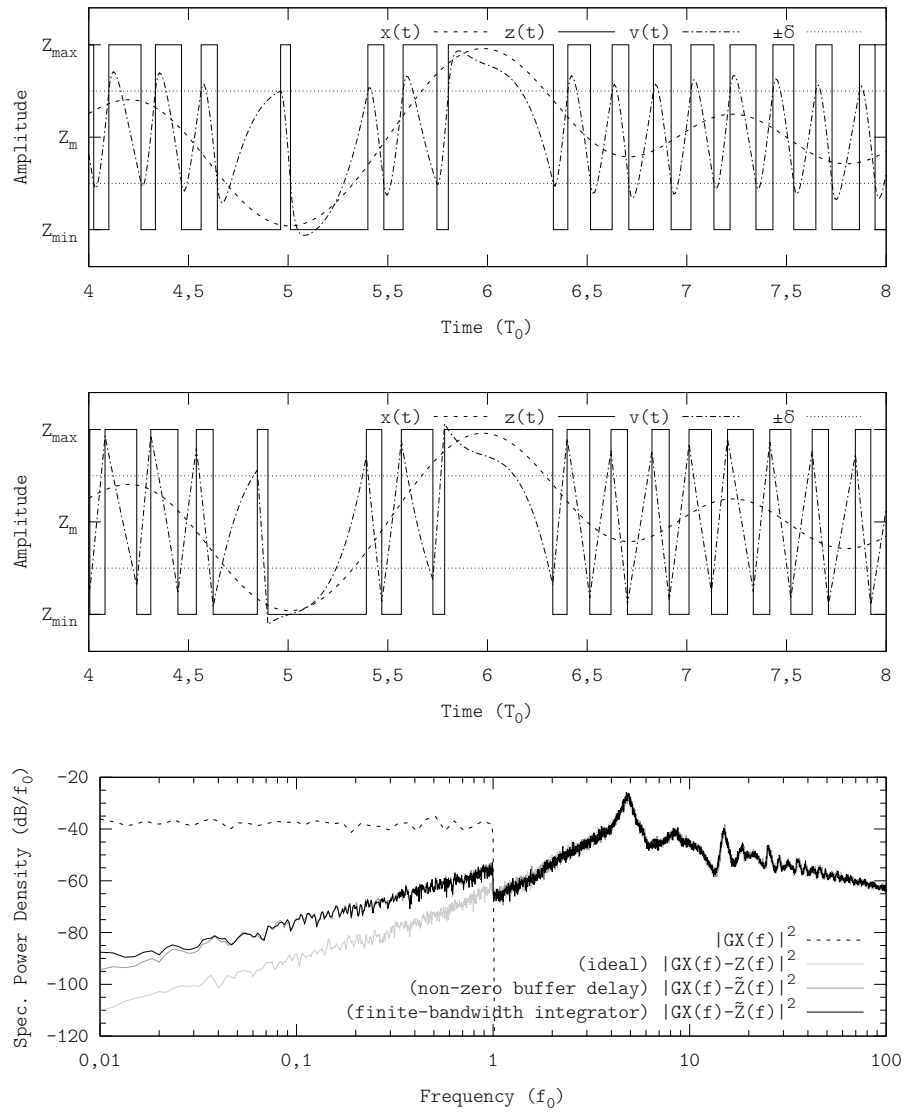 x(t) z(t) v(t) ±δ
Z_max
Z_m
Z_min
Amplitude
4 4,5 5 5,5 6 6,5 7 7,5 8
Time (T_0)
x(t) z(t) v(t) ±δ
Z_max
Z_m
Z_min
Amplitude
4 4,5 5 5,5 6 6,5 7 7,5 8
Time (T_0)
Spec. Power Density (dB/f_0)
-20
-40
-60
-80
-100
-120
|GX(f)|²
(ideal) |GX(f)-Z(f)|²
(non-zero buffer delay) |GX(f)-Z̃(f)|²
(finite-bandwidth integrator) |GX(f)-Z̃(f)|²
0,01 0,1 1 10 100
Frequency (f_0)